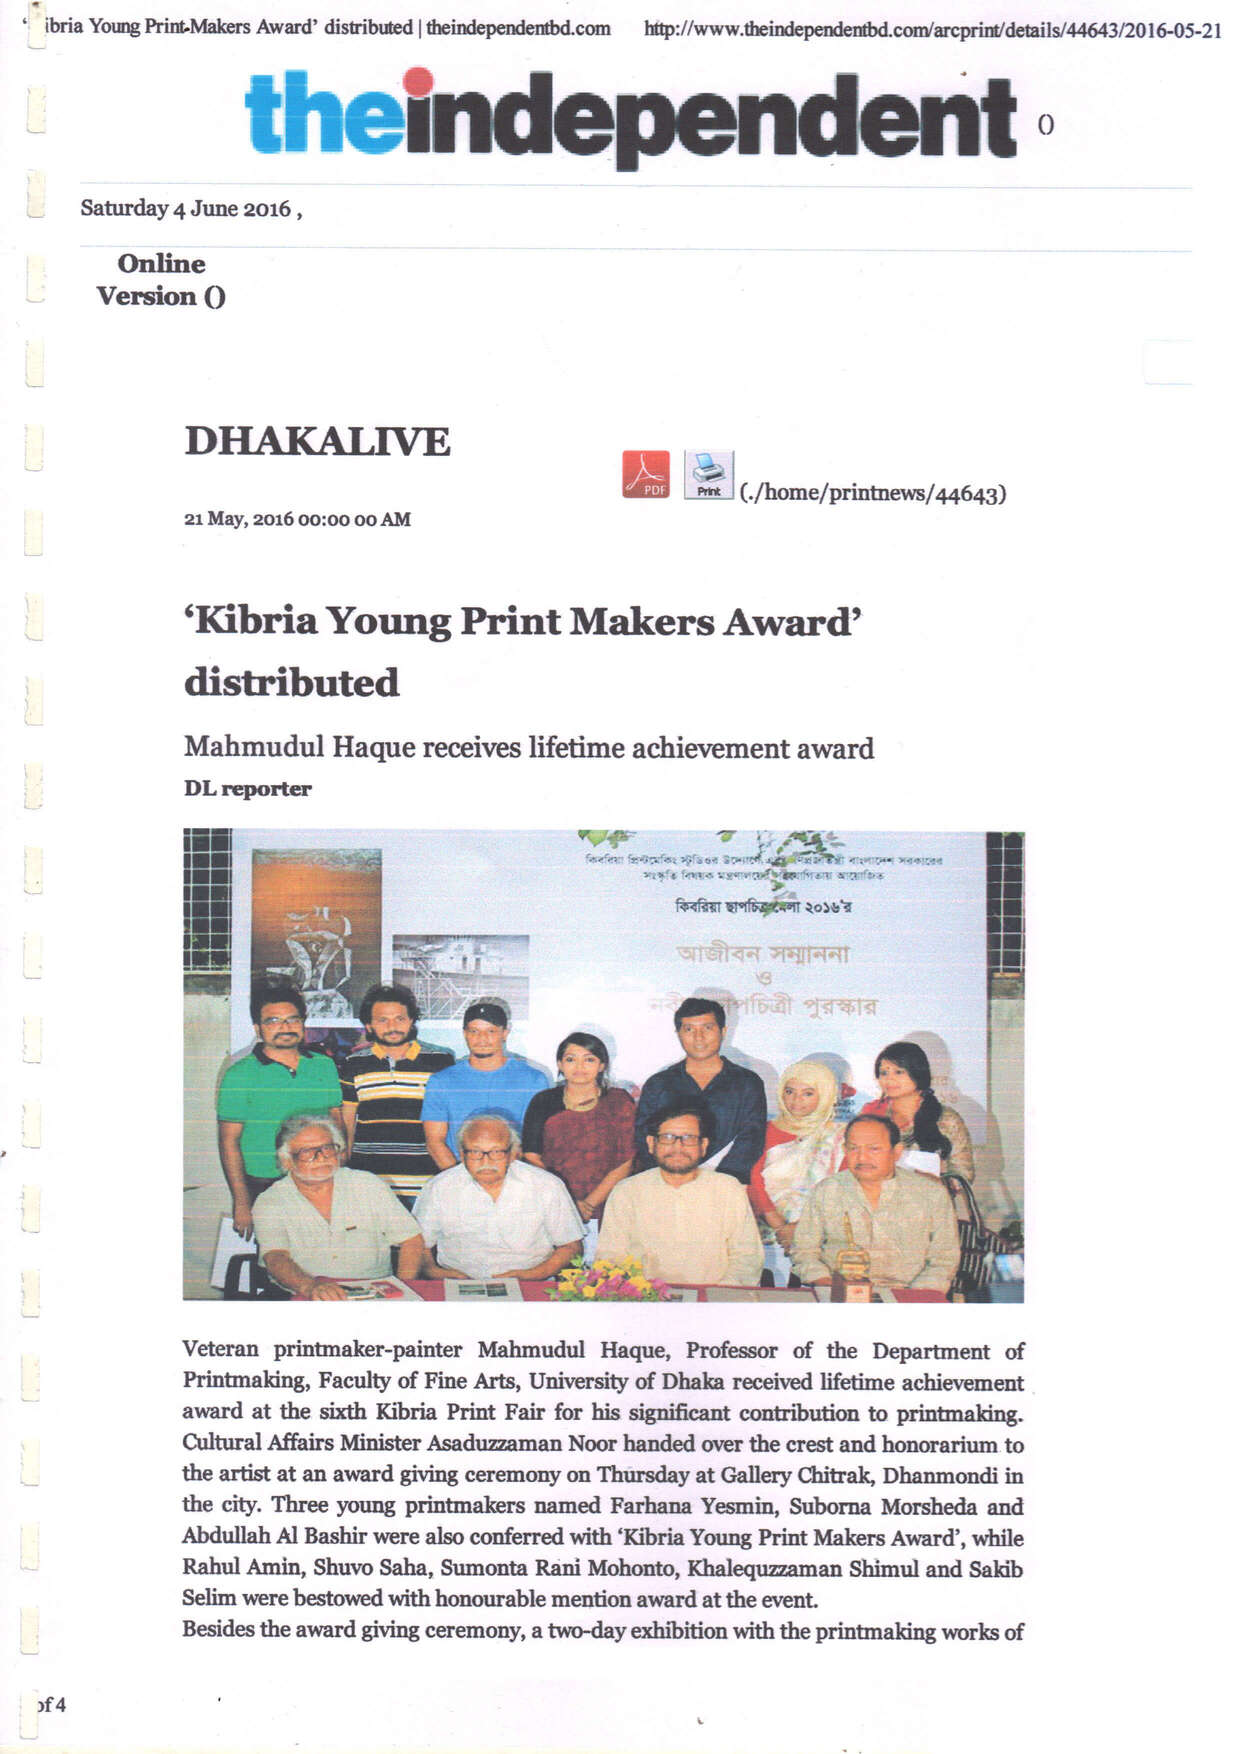 ibria Young Print-Makers Award’ distributed | theindependentbd.com http://www.theindependentbd.com/arcprint/details/44643/2016-05-21
theindependent ()
Saturday 4 June 2016 ,
Online
Version ()
DHAKALIVE
PDF Print (./home/printnews/44643)
21 May, 2016 00:00 00 AM
‘Kibria Young Print Makers Award’
distributed
Mahmudul Haque receives lifetime achievement award
DL reporter
কিবরিয়া প্রিন্টমেকিং স্টুডিওর উদ্যোগে গণপ্রজাতন্ত্রী বাংলাদেশ সরকারের
সংস্কৃতি বিষয়ক মন্ত্রণালয়ের সহযোগিতায় আয়োজিত
কিবরিয়া ছাপচিত্র মেলা ২০১৬'র
আজীবন সম্মাননা
ও
নবীন ছাপচিত্রী পুরস্কার
Veteran printmaker-painter Mahmudul Haque, Professor of the Department of
Printmaking, Faculty of Fine Arts, University of Dhaka received lifetime achievement
award at the sixth Kibria Print Fair for his significant contribution to printmaking.
Cultural Affairs Minister Asaduzzaman Noor handed over the crest and honorarium to
the artist at an award giving ceremony on Thursday at Gallery Chitrak, Dhanmondi in
the city. Three young printmakers named Farhana Yesmin, Suborna Morsheda and
Abdullah Al Bashir were also conferred with ‘Kibria Young Print Makers Award’, while
Rahul Amin, Shuvo Saha, Sumonta Rani Mohonto, Khalequzzaman Shimul and Sakib
Selim were bestowed with honourable mention award at the event.
Besides the award giving ceremony, a two-day exhibition with the printmaking works of
of 4